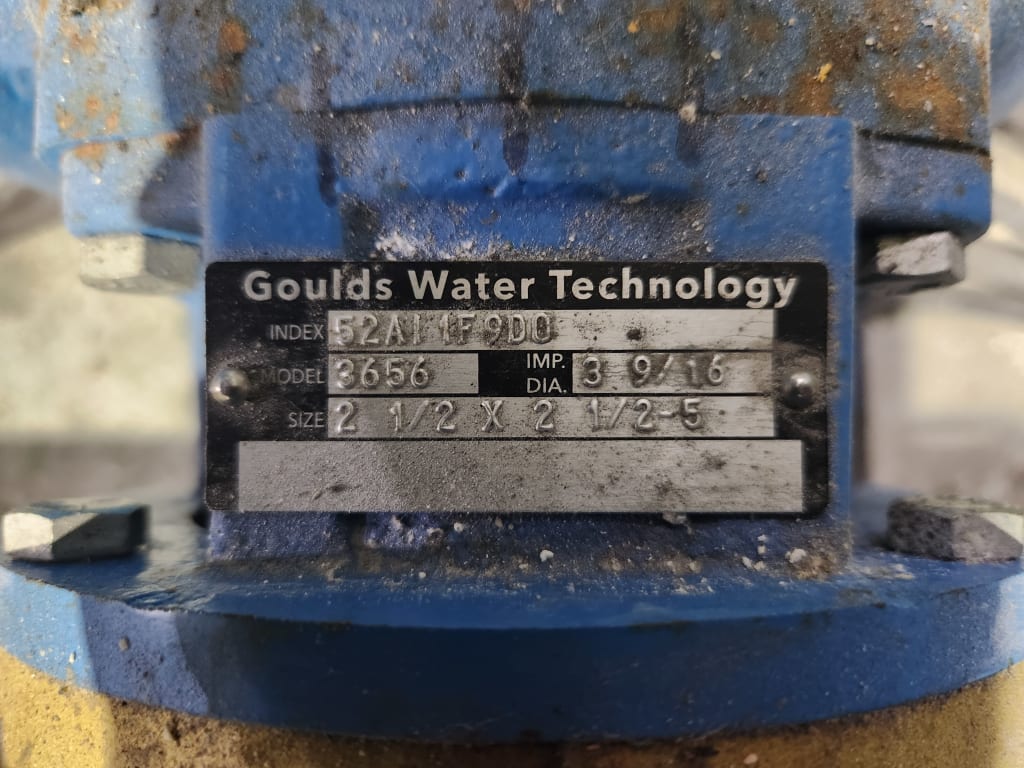 Goulds Water Technology
INDEX 52AI1F9D0
MODEL 3656 IMP. DIA. 3 9/16
SIZE 2 1/2 X 2 1/2-5